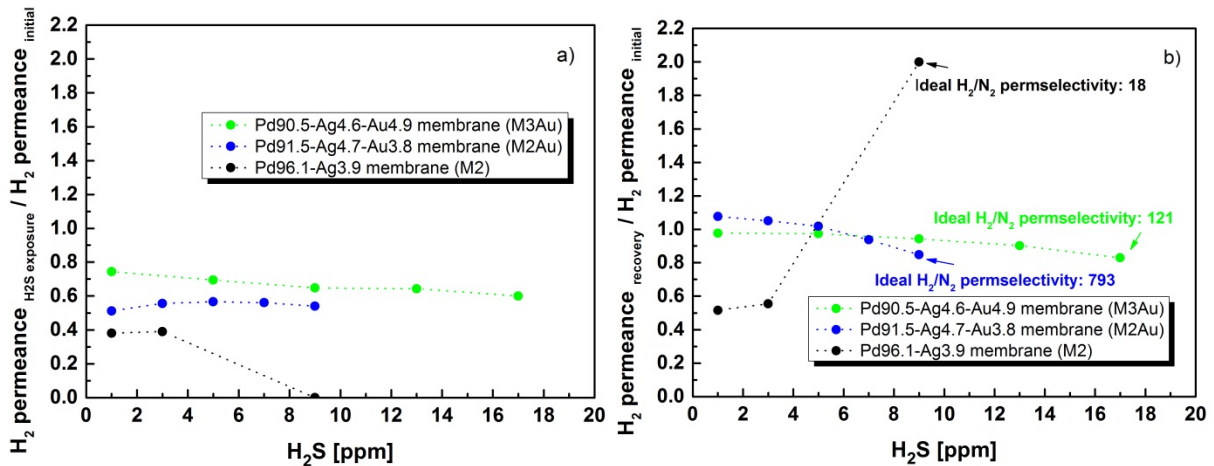 a)
H2 permeance H2S exposure / H2 permeance initial
2.2
2.0
1.8
1.6
1.4
1.2
1.0
0.8
0.6
0.4
0.2
0.0
Pd90.5-Ag4.6-Au4.9 membrane (M3Au)
Pd91.5-Ag4.7-Au3.8 membrane (M2Au)
Pd96.1-Ag3.9 membrane (M2)
0 2 4 6 8 10 12 14 16 18 20
H2S [ppm]
b)
H2 permeance recovery / H2 permeance initial
2.2
2.0
1.8
1.6
1.4
1.2
1.0
0.8
0.6
0.4
0.2
0.0
Ideal H2/N2 permselectivity: 18
Ideal H2/N2 permselectivity: 121
Ideal H2/N2 permselectivity: 793
Pd90.5-Ag4.6-Au4.9 membrane (M3Au)
Pd91.5-Ag4.7-Au3.8 membrane (M2Au)
Pd96.1-Ag3.9 membrane (M2)
0 2 4 6 8 10 12 14 16 18 20
H2S [ppm]